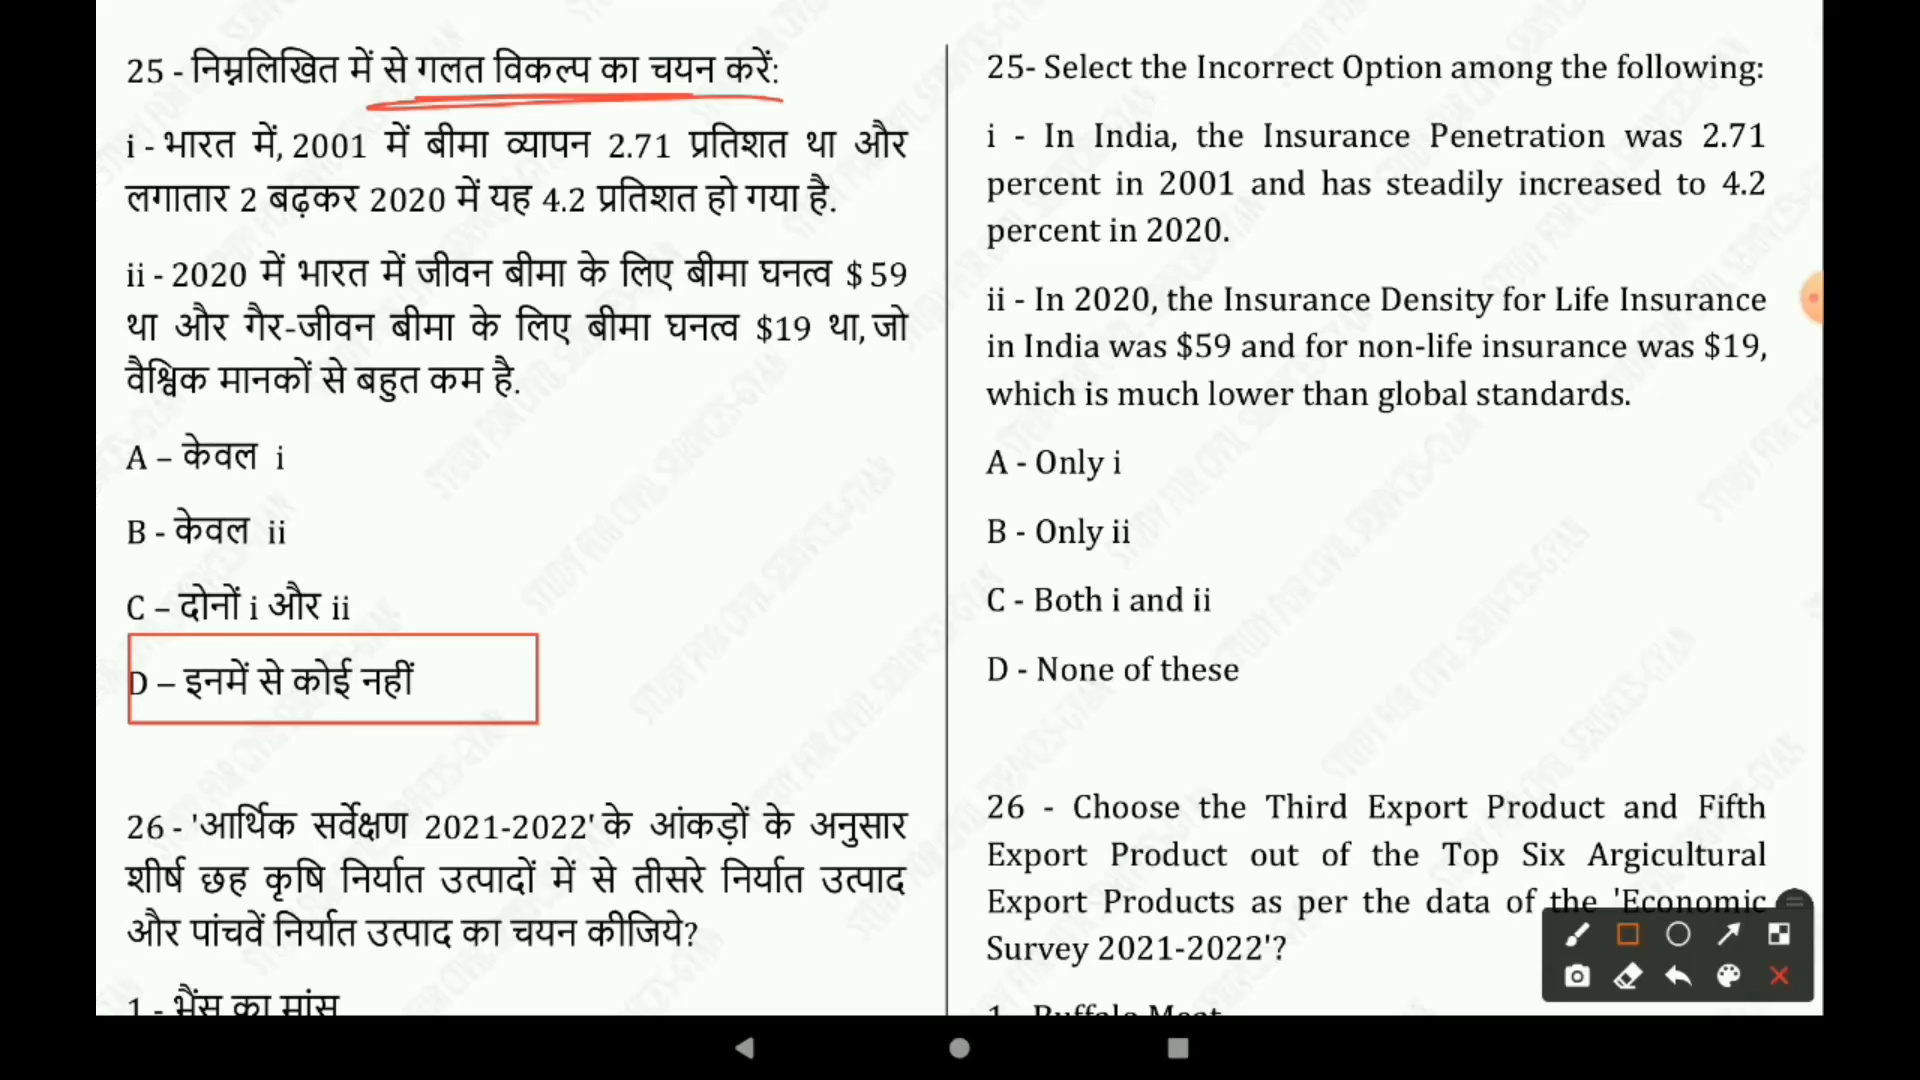 25 - निम्नलिखित में से गलत विकल्प का चयन करें:
i - भारत में, 2001 में बीमा व्यापन 2.71 प्रतिशत था और
लगातार 2 बढ़कर 2020 में यह 4.2 प्रतिशत हो गया है.
ii - 2020 में भारत में जीवन बीमा के लिए बीमा घनत्व $ 59
था और गैर-जीवन बीमा के लिए बीमा घनत्व $19 था, जो
वैश्विक मानकों से बहुत कम है.
A – केवल i
B - केवल ii
C – दोनों i और ii
D – इनमें से कोई नहीं
26 - 'आर्थिक सर्वेक्षण 2021-2022' के आंकड़ों के अनुसार
शीर्ष छह कृषि निर्यात उत्पादों में से तीसरे निर्यात उत्पाद
और पांचवें निर्यात उत्पाद का चयन कीजिये?
1 - भैंस का मांस
25- Select the Incorrect Option among the following:
i - In India, the Insurance Penetration was 2.71
percent in 2001 and has steadily increased to 4.2
percent in 2020.
ii - In 2020, the Insurance Density for Life Insurance
in India was $59 and for non-life insurance was $19,
which is much lower than global standards.
A - Only i
B - Only ii
C - Both i and ii
D - None of these
26 - Choose the Third Export Product and Fifth
Export Product out of the Top Six Argicultural
Export Products as per the data of the 'Economic
Survey 2021-2022'?
1 - Buffalo Meat
STUDY FOR CIVIL SERVICES-GYAN